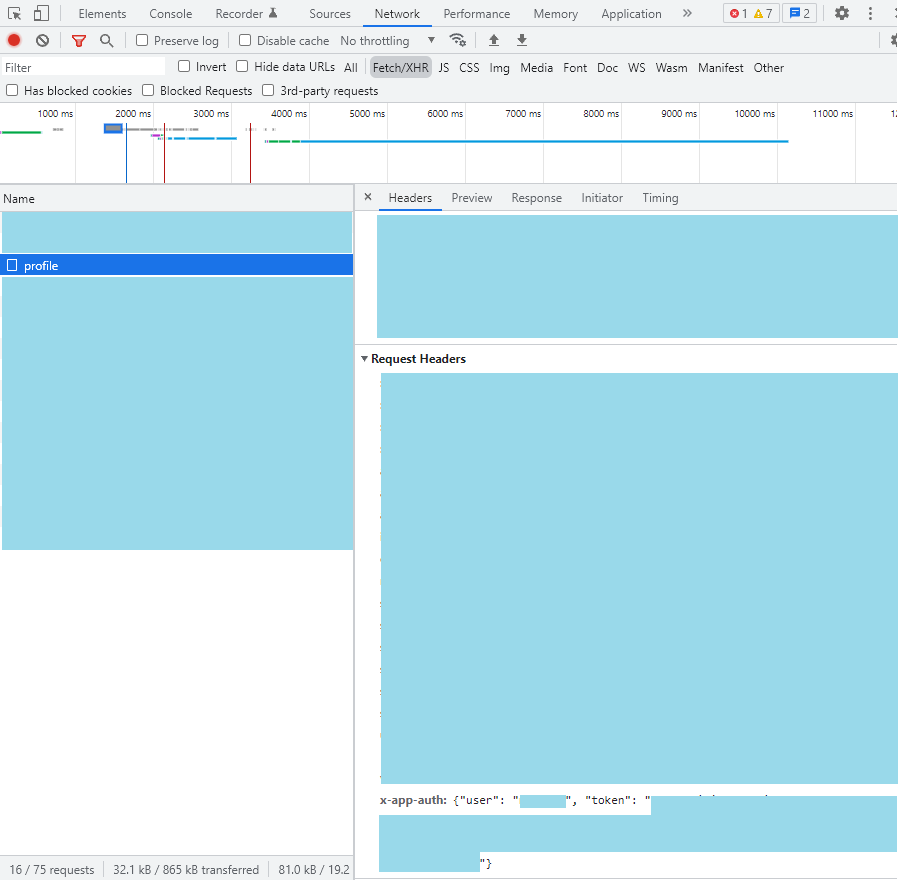 Elements Console Recorder Sources Network Performance Memory Application » 1 7 2
Preserve log Disable cache No throttling
Filter Invert Hide data URLs All Fetch/XHR JS CSS Img Media Font Doc WS Wasm Manifest Other
Has blocked cookies Blocked Requests 3rd-party requests
1000 ms 2000 ms 3000 ms 4000 ms 5000 ms 6000 ms 7000 ms 8000 ms 9000 ms 10000 ms 11000 ms 12
Name
× Headers Preview Response Initiator Timing
profile
Request Headers
x-app-auth: {"user": " ", "token": "
"}
16 / 75 requests 32.1 kB / 865 kB transferred 81.0 kB / 19.2